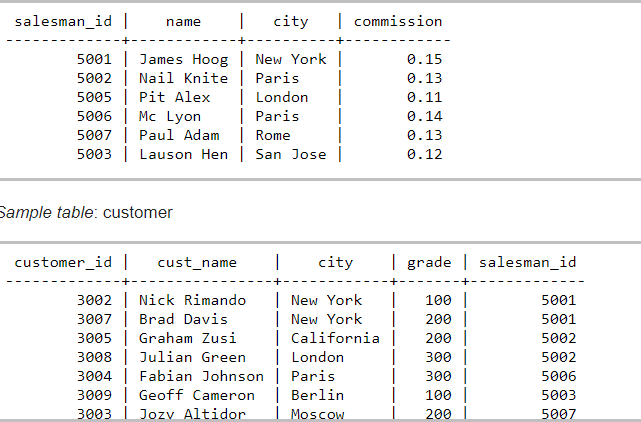 salesman_id | name | city | commission
------------+------------+----------+------------
5001 | James Hoog | New York | 0.15
5002 | Nail Knite | Paris | 0.13
5005 | Pit Alex | London | 0.11
5006 | Mc Lyon | Paris | 0.14
5007 | Paul Adam | Rome | 0.13
5003 | Lauson Hen | San Jose | 0.12
Sample table: customer
customer_id | cust_name | city | grade | salesman_id
------------+----------------+------------+-------+-------------
3002 | Nick Rimando | New York | 100 | 5001
3007 | Brad Davis | New York | 200 | 5001
3005 | Graham Zusi | California | 200 | 5002
3008 | Julian Green | London | 300 | 5002
3004 | Fabian Johnson | Paris | 300 | 5006
3009 | Geoff Cameron | Berlin | 100 | 5003
3003 | Jozy Altidor | Moscow | 200 | 5007